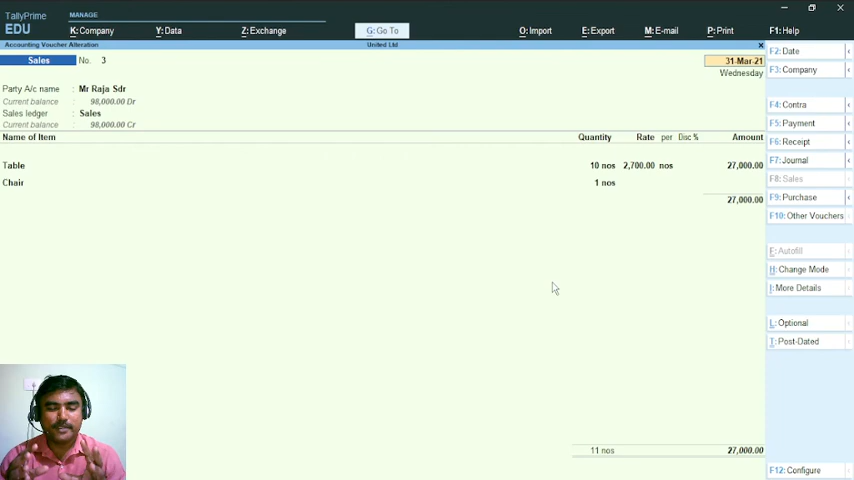 TallyPrime
EDU
MANAGE
K: Company Y: Data Z: Exchange G: Go To O: Import E: Export M: E-mail P: Print F1: Help
Accounting Voucher Alteration United Ltd x
Sales No. 3 31-Mar-21
Wednesday
Party A/c name : Mr Raja Sdr
Current balance : 98,000.00 Dr
Sales ledger : Sales
Current balance : 98,000.00 Cr
Name of Item Quantity Rate per Disc % Amount
Table 10 nos 2,700.00 nos 27,000.00
Chair 1 nos
27,000.00
11 nos 27,000.00
F2: Date
F3: Company
F4: Contra
F5: Payment
F6: Receipt
F7: Journal
F8: Sales
F9: Purchase
F10: Other Vouchers
F: Autofill
H: Change Mode
I: More Details
L: Optional
T: Post-Dated
F12: Configure